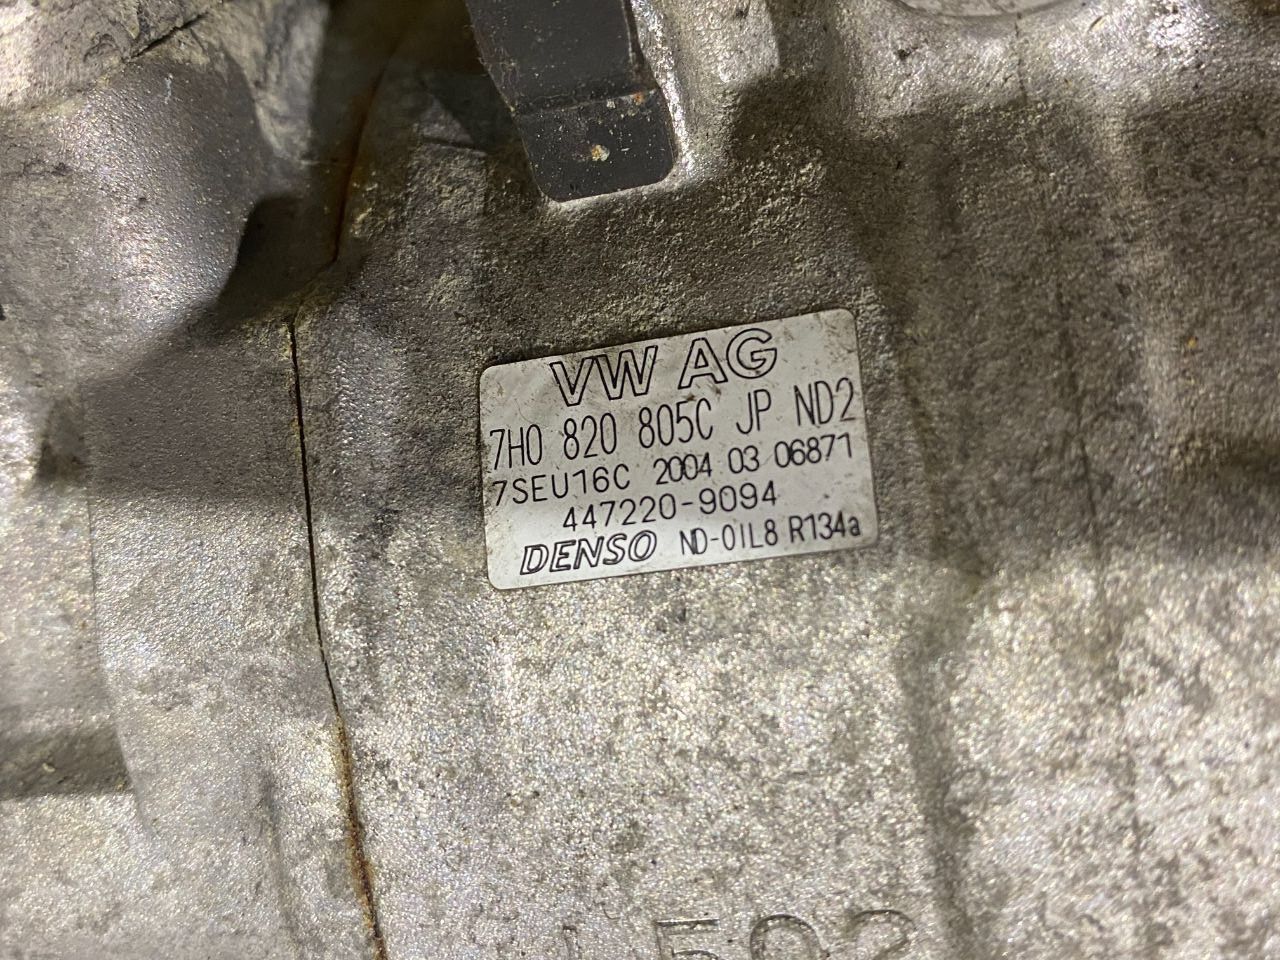 VW AG
7H0 820 805C JP ND2
7SEU16C 2004 03 06871
447220-9094
DENSO ND-OIL8 R134a